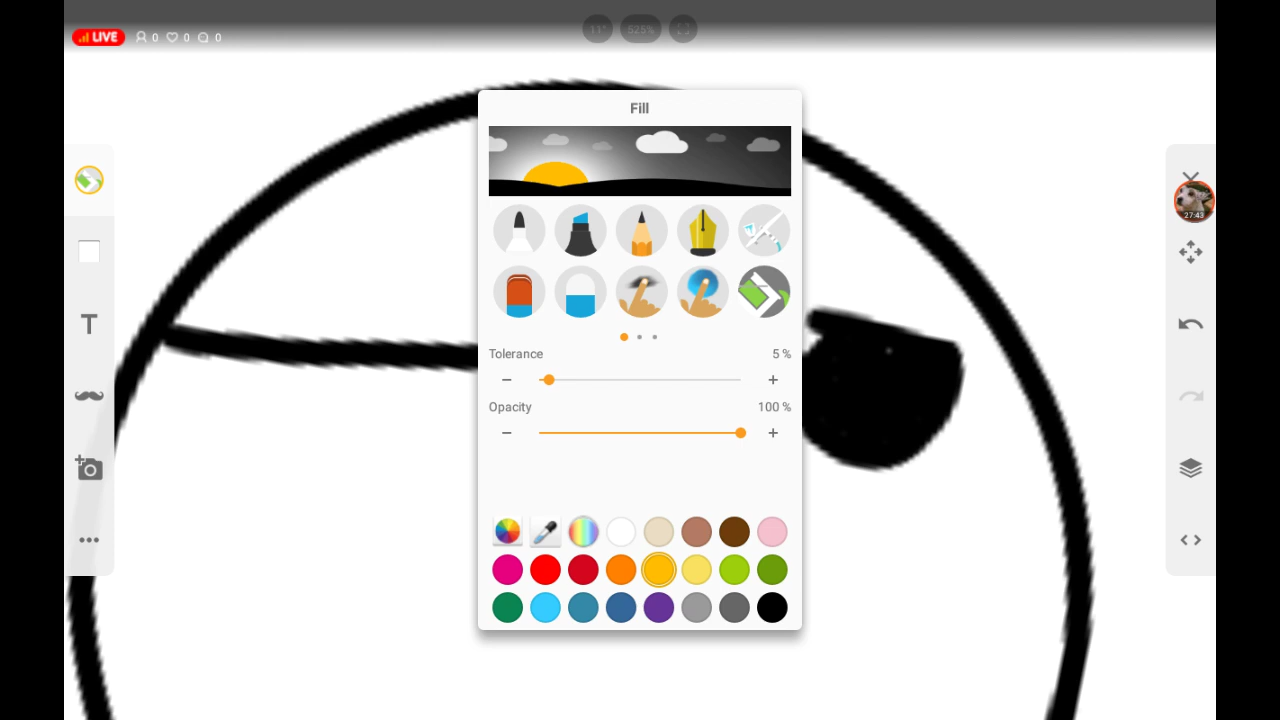 LIVE 0 0 0
11° 525%
Fill
27:43
T
Tolerance 5 %
Opacity 100 %